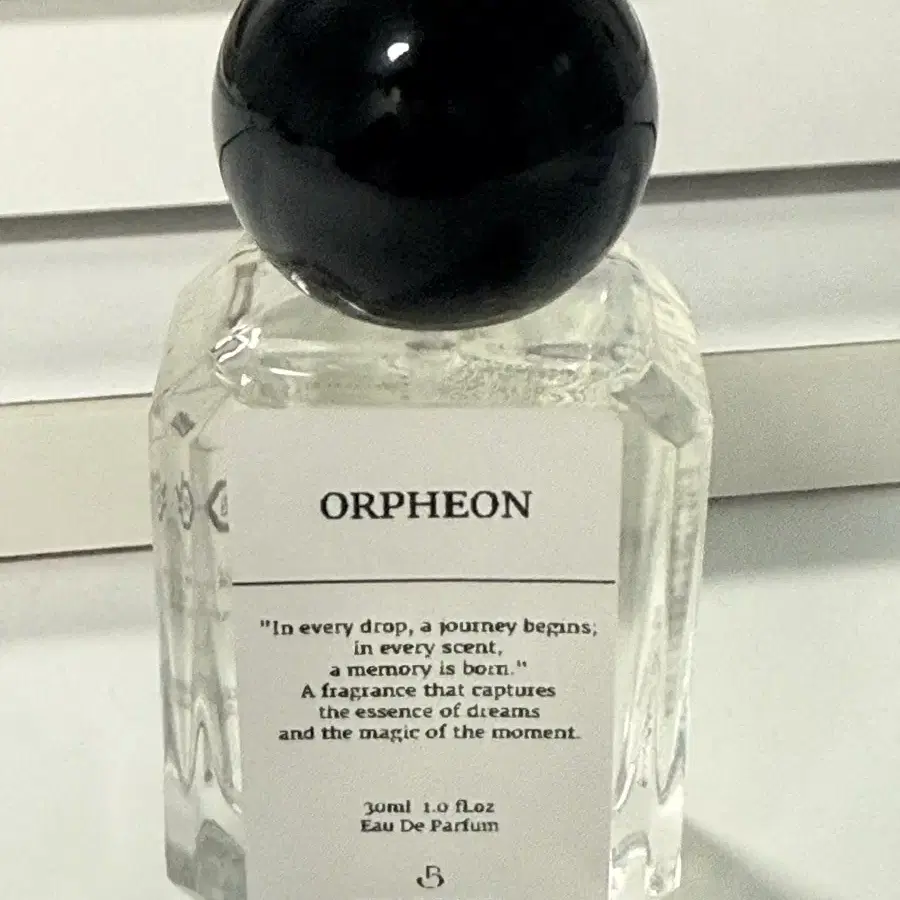 ORPHEON
"In every drop, a journey begins;
in every scent,
a memory is born."
A fragrance that captures
the essence of dreams
and the magic of the moment.
30ml 1.0 fl.oz
Eau De Parfum